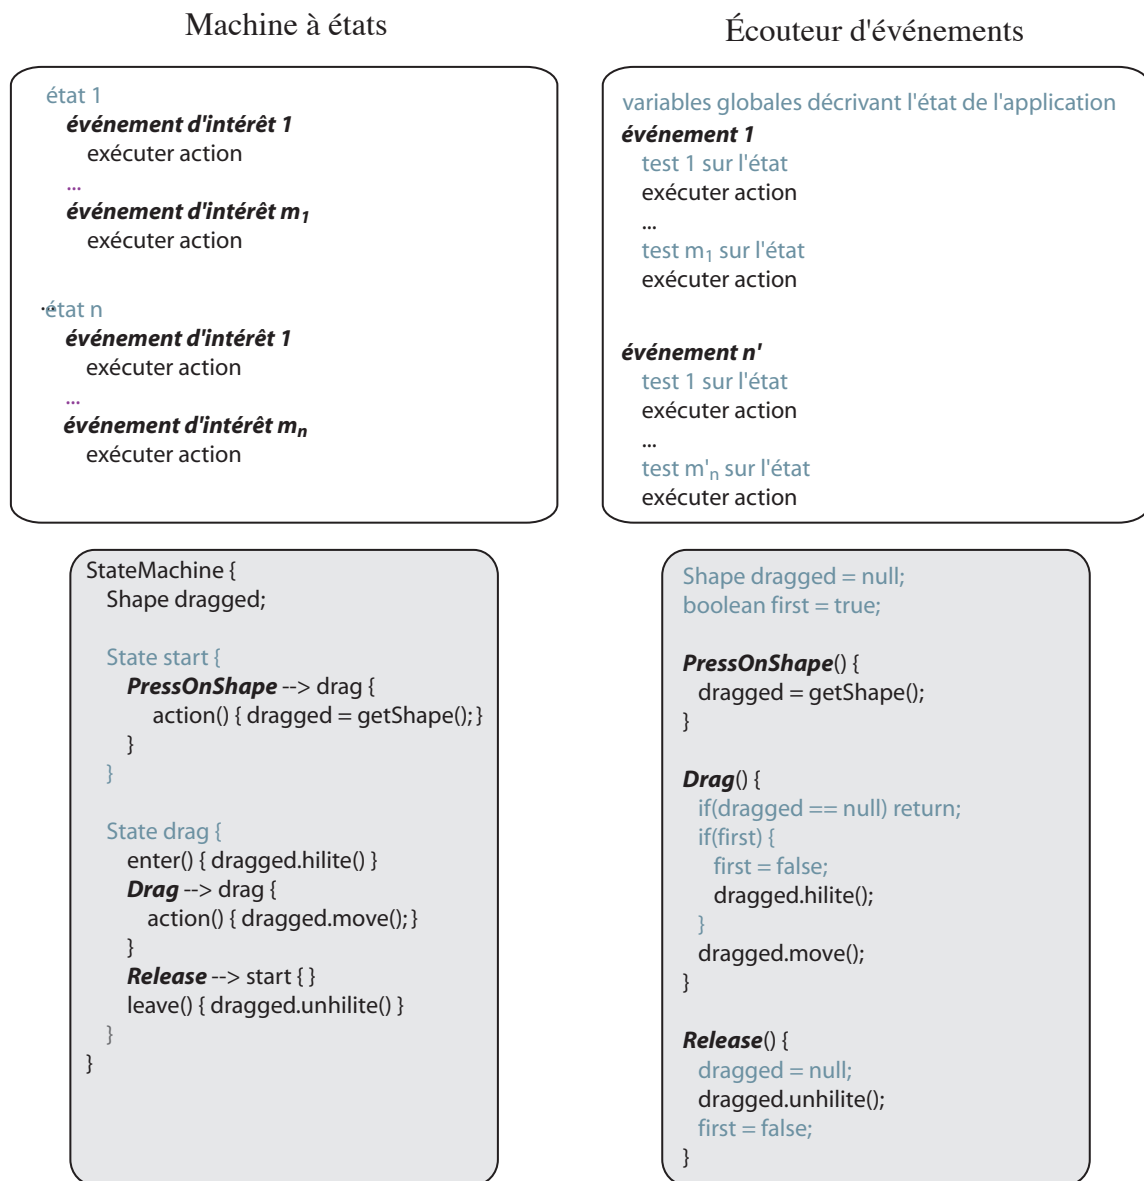 Machine à états
état 1
événement d'intérêt 1
exécuter action
...
événement d'intérêt m1
exécuter action
...
état n
événement d'intérêt 1
exécuter action
...
événement d'intérêt mn
exécuter action
Écouteur d'événements
variables globales décrivant l'état de l'application
événement 1
test 1 sur l'état
exécuter action
...
test m1 sur l'état
exécuter action
événement n'
test 1 sur l'état
exécuter action
...
test m'n sur l'état
exécuter action
StateMachine {
Shape dragged;
State start {
PressOnShape --> drag {
action() { dragged = getShape(); }
}
}
State drag {
enter() { dragged.hilite() }
Drag --> drag {
action() { dragged.move(); }
}
Release --> start { }
leave() { dragged.unhilite() }
}
}
Shape dragged = null;
boolean first = true;
PressOnShape() {
dragged = getShape();
}
Drag() {
if(dragged == null) return;
if(first) {
first = false;
dragged.hilite();
}
dragged.move();
}
Release() {
dragged = null;
dragged.unhilite();
first = false;
}